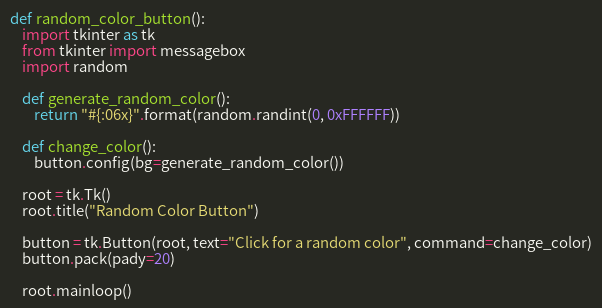 def random_color_button():
    import tkinter as tk
    from tkinter import messagebox
    import random

    def generate_random_color():
        return "#{:06x}".format(random.randint(0, 0xFFFFFF))

    def change_color():
        button.config(bg=generate_random_color())

    root = tk.Tk()
    root.title("Random Color Button")

    button = tk.Button(root, text="Click for a random color", command=change_color)
    button.pack(pady=20)

    root.mainloop()